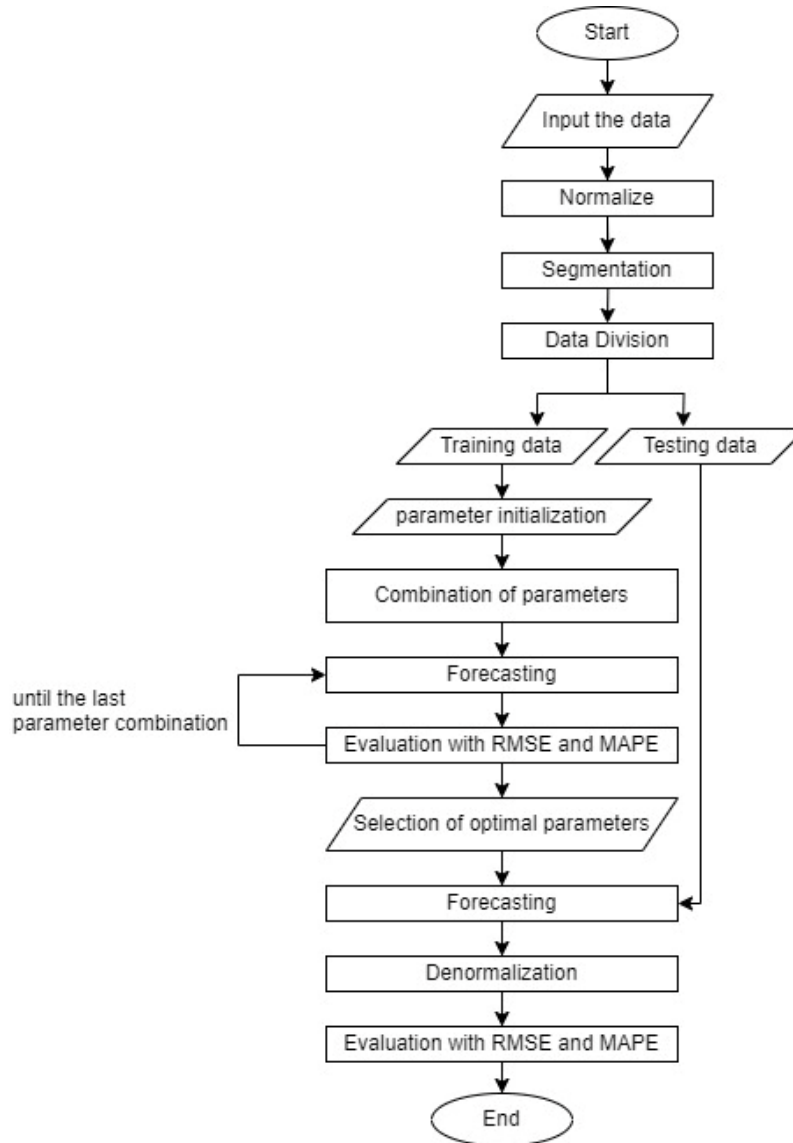 Start
Input the data
Normalize
Segmentation
Data Division
Training data
Testing data
parameter initialization
Combination of parameters
Forecasting
until the last
parameter combination
Evaluation with RMSE and MAPE
Selection of optimal parameters
Forecasting
Denormalization
Evaluation with RMSE and MAPE
End